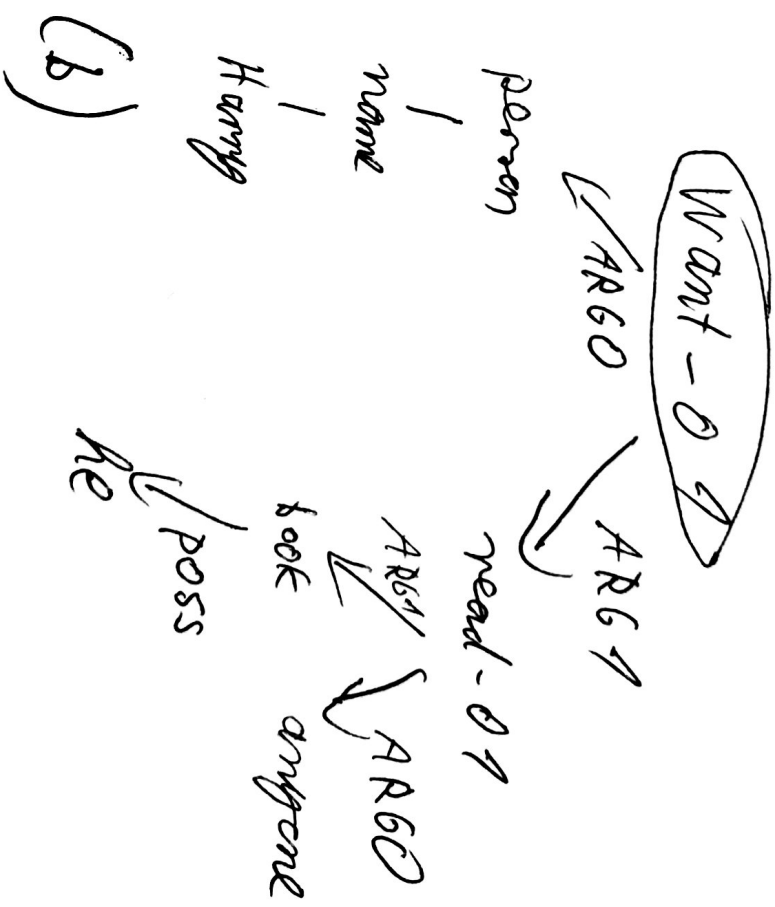 Want-01
ARG0 ARG1
person read-01
name ARG1 ARG0
Harry book anyone
poss
he
(b)